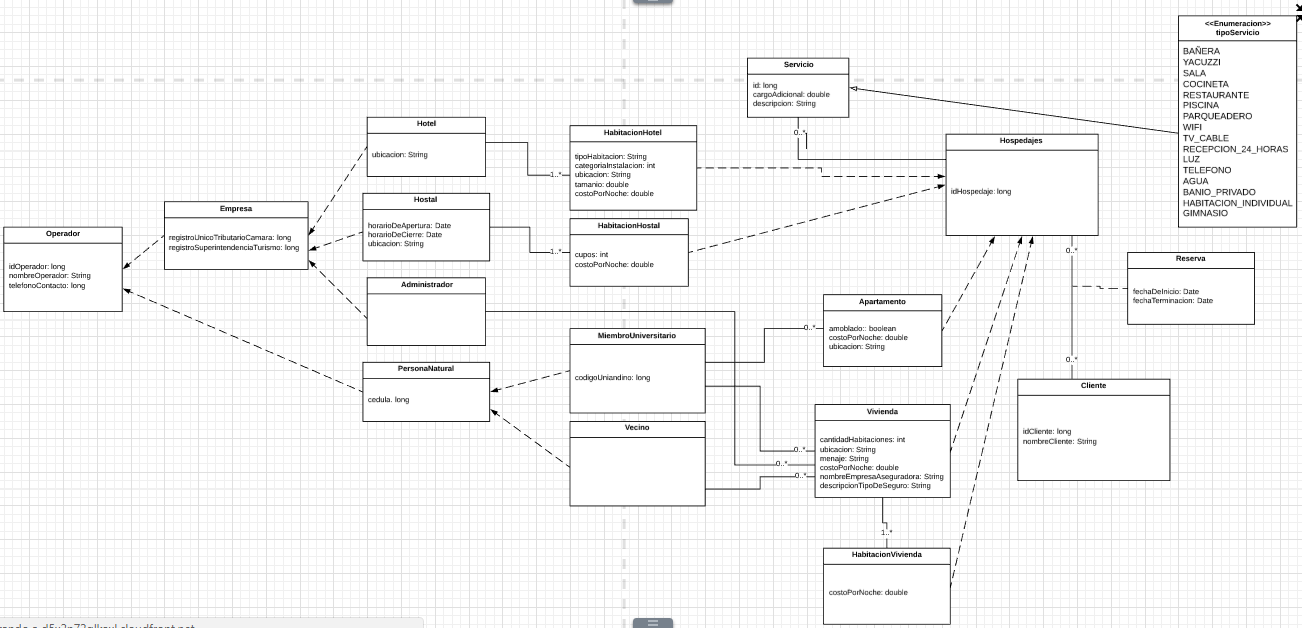 <<Enumeracion>>
tipoServicio
BAÑERA
YACUZZI
SALA
COCINETA
RESTAURANTE
PISCINA
PARQUEADERO
WIFI
TV_CABLE
RECEPCION_24_HORAS
LUZ
TELEFONO
AGUA
BANIO_PRIVADO
HABITACION_INDIVIDUAL
GIMNASIO
Servicio
id: long
cargoAdicional: double
descripcion: String
0..*
Hotel
ubicacion: String
1..*
HabitacionHotel
tipoHabitacion: String
categoriaInstalacion: int
ubicacion: String
tamanio: double
costoPorNoche: double
Hospedajes
idHospedaje: long
Hostal
horarioDeApertura: Date
horarioDeCierre: Date
ubicacion: String
1..*
HabitacionHostal
cupos: int
costoPorNoche: double
Empresa
registroUnicoTributarioCamara: long
registroSuperintendenciaTurismo: long
Operador
idOperador: long
nombreOperador: String
telefonoContacto: long
Administrador
0..*
Reserva
fechaDeInicio: Date
fechaTerminacion: Date
Apartamento
amoblado:: boolean
costoPorNoche: double
ubicacion: String
0..*
MiembroUniversitario
codigoUniandino: long
PersonaNatural
cedula. long
0..*
Cliente
idCliente: long
nombreCliente: String
Vecino
Vivienda
cantidadHabitaciones: int
ubicacion: String
menaje: String
costoPorNoche: double
nombreEmpresaAseguradora: String
descripcionTipoDeSeguro: String
0..*
0..*
0..*
1..*
HabitacionVivienda
costoPorNoche: double